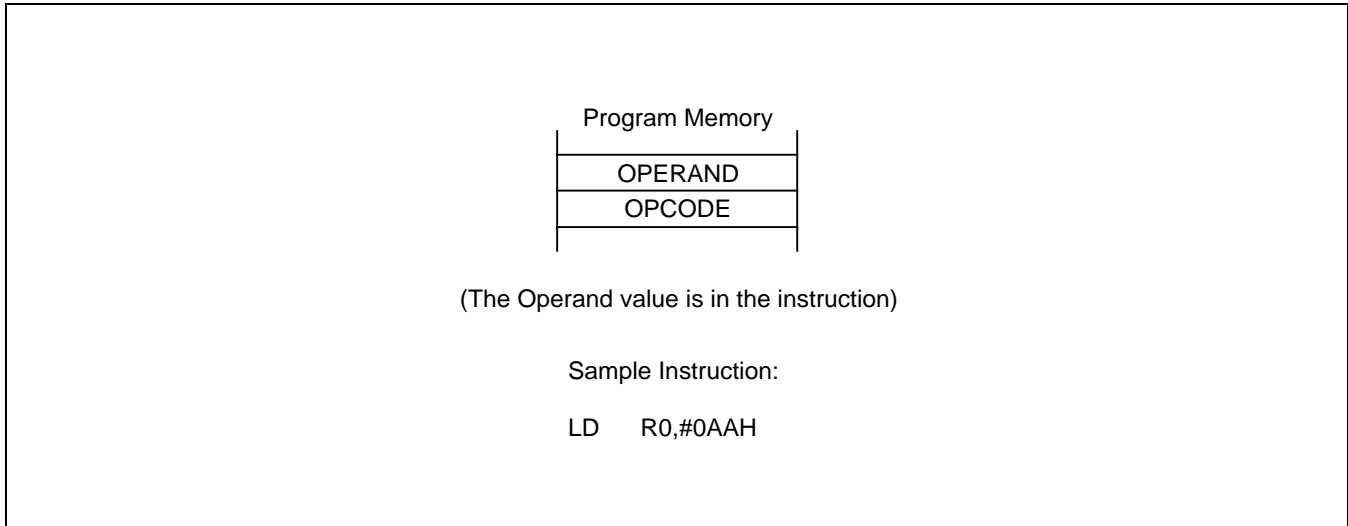 Program Memory
OPERAND
OPCODE
(The Operand value is in the instruction)
Sample Instruction:
LD R0,#0AAH